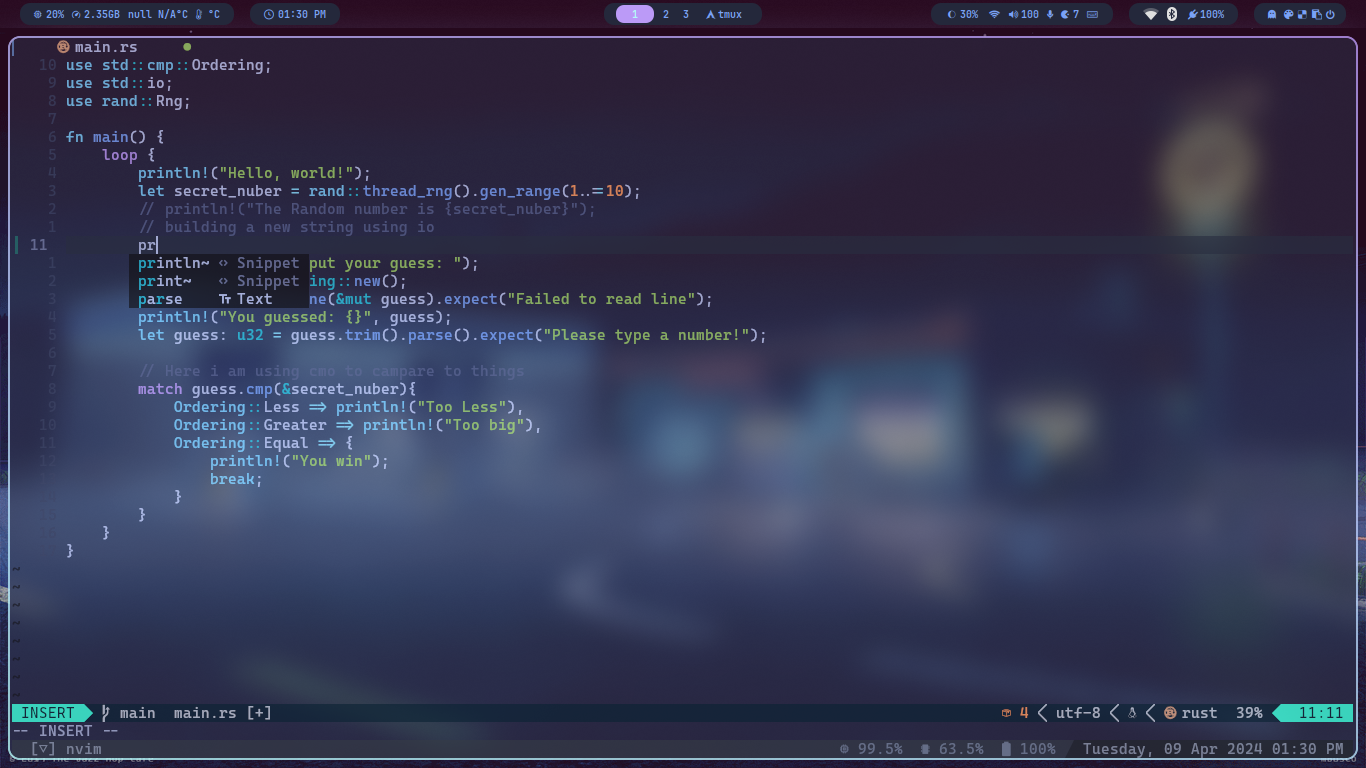 20% 2.35GB null N/A°C °C 01:30 PM 1 2 3 tmux 30% 100 7 100%
main.rs
10 use std::cmp::Ordering;
9 use std::io;
8 use rand::Rng;
7
6 fn main() {
5 loop {
4 println!("Hello, world!");
3 let secret_nuber = rand::thread_rng().gen_range(1..=10);
2 // println!("The Random number is {secret_nuber}");
1 // building a new string using io
11 pr
1 println~ Snippet put your guess: ");
2 print~ Snippet ing::new();
3 parse Text ne(&mut guess).expect("Failed to read line");
4 println!("You guessed: {}", guess);
5 let guess: u32 = guess.trim().parse().expect("Please type a number!");
6
7 // Here i am using cmo to campare to things
8 match guess.cmp(&secret_nuber){
9 Ordering::Less => println!("Too Less"),
10 Ordering::Greater => println!("Too big"),
11 Ordering::Equal => {
12 println!("You win");
break;
}
}
}
}
~
~
~
~
~
~
~
~
INSERT main main.rs [+] 4 utf-8 rust 39% 11:11
-- INSERT --
[▽] nvim 99.5% 63.5% 100% Tuesday, 09 Apr 2024 01:30 PM